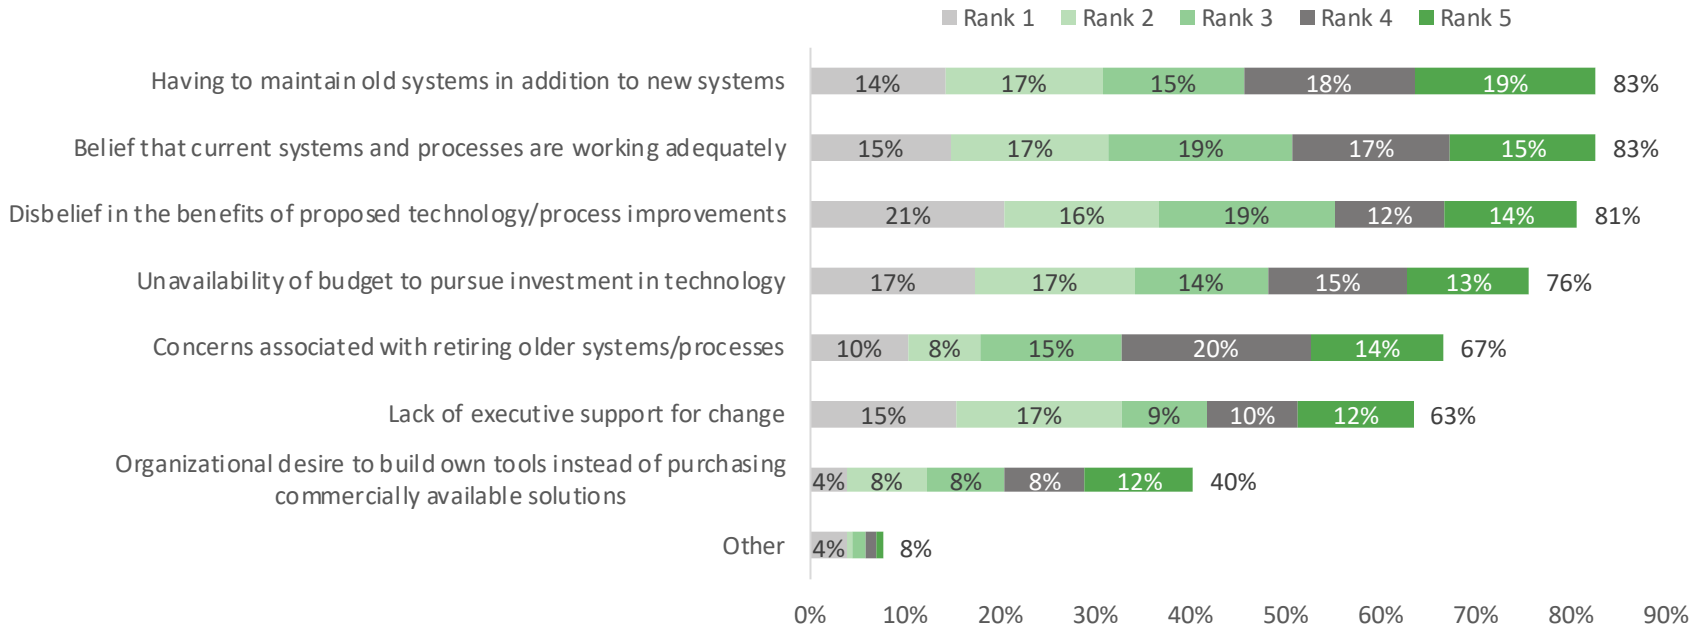 Rank 1 Rank 2 Rank 3 Rank 4 Rank 5
Having to maintain old systems in addition to new systems 14% 17% 15% 18% 19% 83%
Belief that current systems and processes are working adequately 15% 17% 19% 17% 15% 83%
Disbelief in the benefits of proposed technology/process improvements 21% 16% 19% 12% 14% 81%
Unavailability of budget to pursue investment in technology 17% 17% 14% 15% 13% 76%
Concerns associated with retiring older systems/processes 10% 8% 15% 20% 14% 67%
Lack of executive support for change 15% 17% 9% 10% 12% 63%
Organizational desire to build own tools instead of purchasing
commercially available solutions 4% 8% 8% 8% 12% 40%
Other 4% 8%
0% 10% 20% 30% 40% 50% 60% 70% 80% 90%